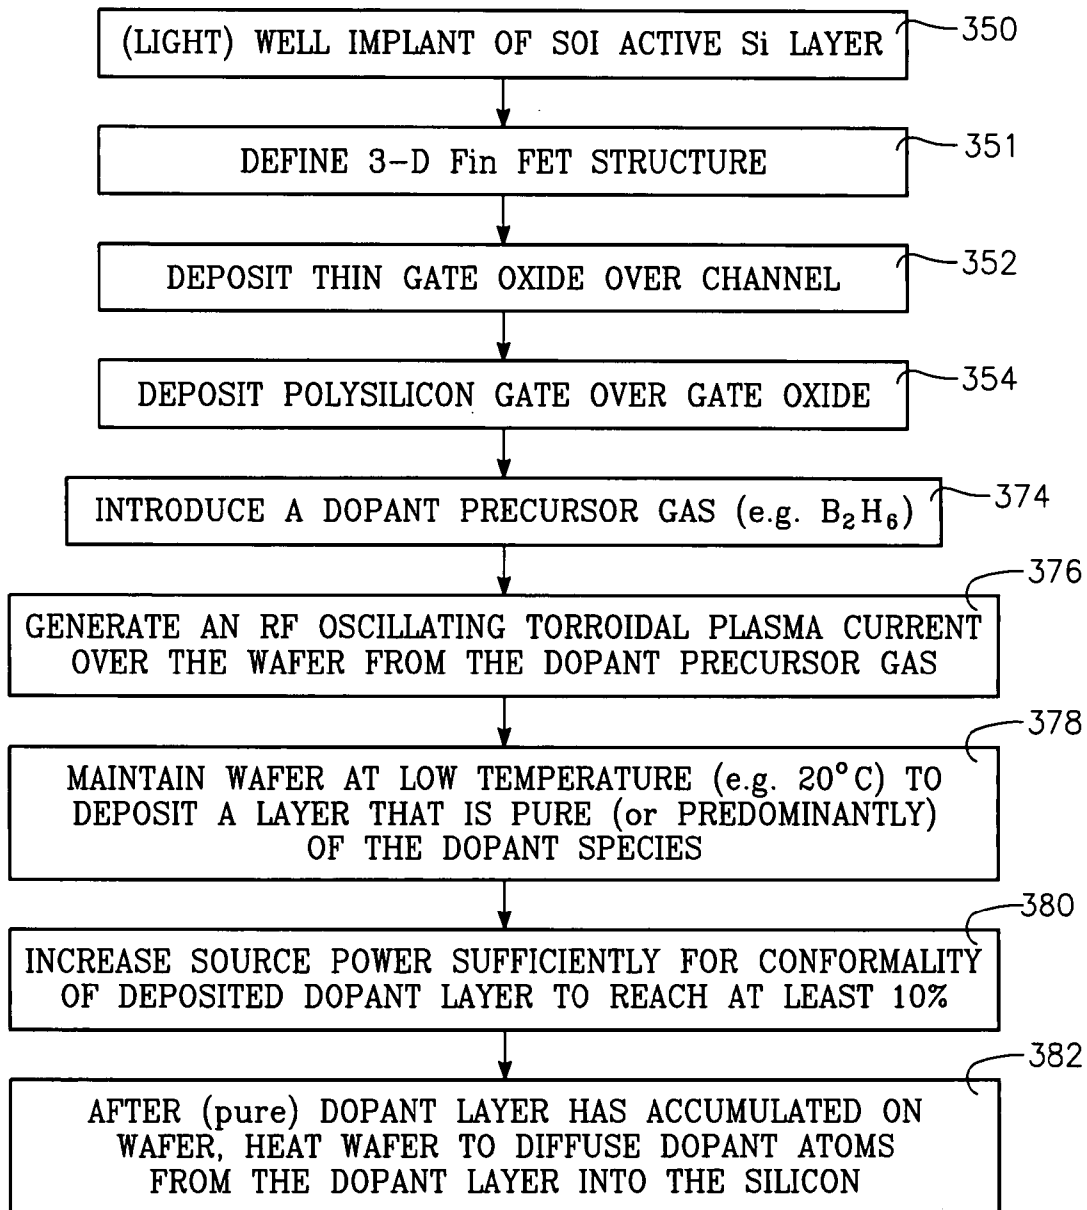 (LIGHT) WELL IMPLANT OF SOI ACTIVE Si LAYER
350
DEFINE 3-D Fin FET STRUCTURE
351
DEPOSIT THIN GATE OXIDE OVER CHANNEL
352
DEPOSIT POLYSILICON GATE OVER GATE OXIDE
354
INTRODUCE A DOPANT PRECURSOR GAS (e.g. B₂H₆)
374
376
GENERATE AN RF OSCILLATING TORROIDAL PLASMA CURRENT
OVER THE WAFER FROM THE DOPANT PRECURSOR GAS
378
MAINTAIN WAFER AT LOW TEMPERATURE (e.g. 20°C) TO
DEPOSIT A LAYER THAT IS PURE (or PREDOMINANTLY)
OF THE DOPANT SPECIES
380
INCREASE SOURCE POWER SUFFICIENTLY FOR CONFORMALITY
OF DEPOSITED DOPANT LAYER TO REACH AT LEAST 10%
382
AFTER (pure) DOPANT LAYER HAS ACCUMULATED ON
WAFER, HEAT WAFER TO DIFFUSE DOPANT ATOMS
FROM THE DOPANT LAYER INTO THE SILICON